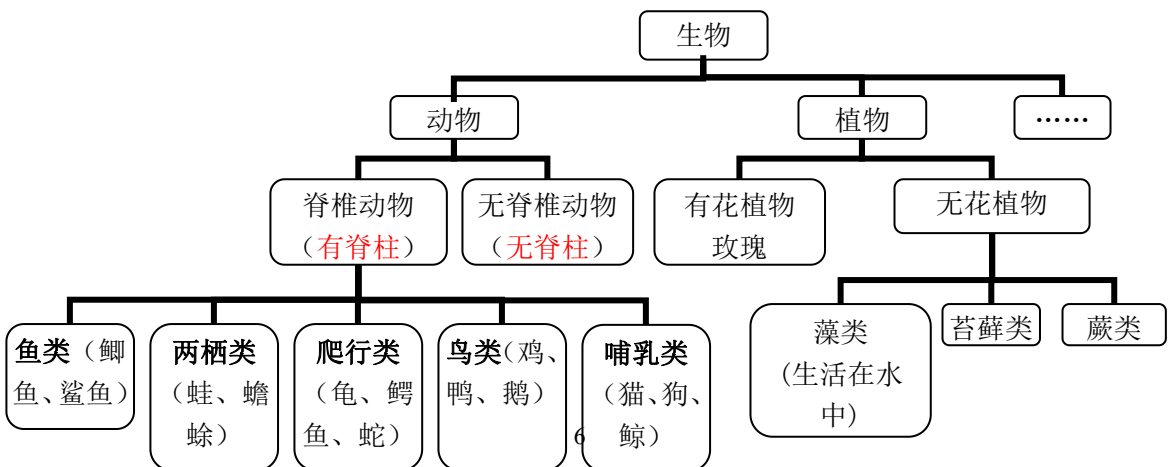 生物
动物
植物
……
脊椎动物
（有脊柱）
无脊椎动物
（无脊柱）
有花植物
玫瑰
无花植物
鱼类（鲫
鱼、鲨鱼）
两栖类
（蛙、蟾
蜍）
爬行类
（龟、鳄
鱼、蛇）
鸟类(鸡、
鸭、鹅）
哺乳类
（猫、狗、
鲸）
藻类
(生活在水
中）
苔藓类
蕨类
6